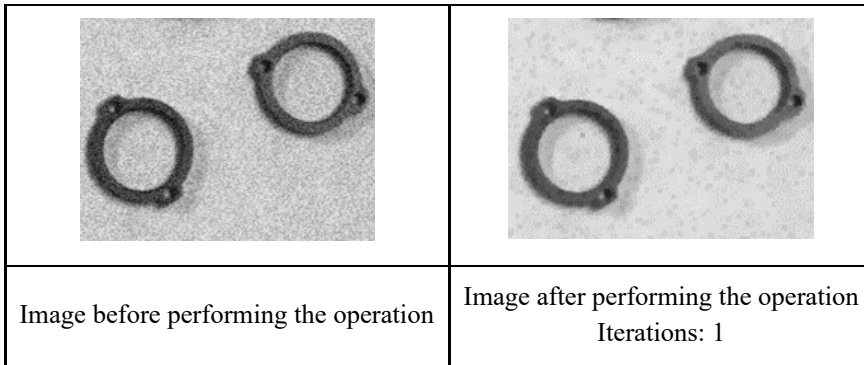 Image before performing the operation
Image after performing the operation
Iterations: 1